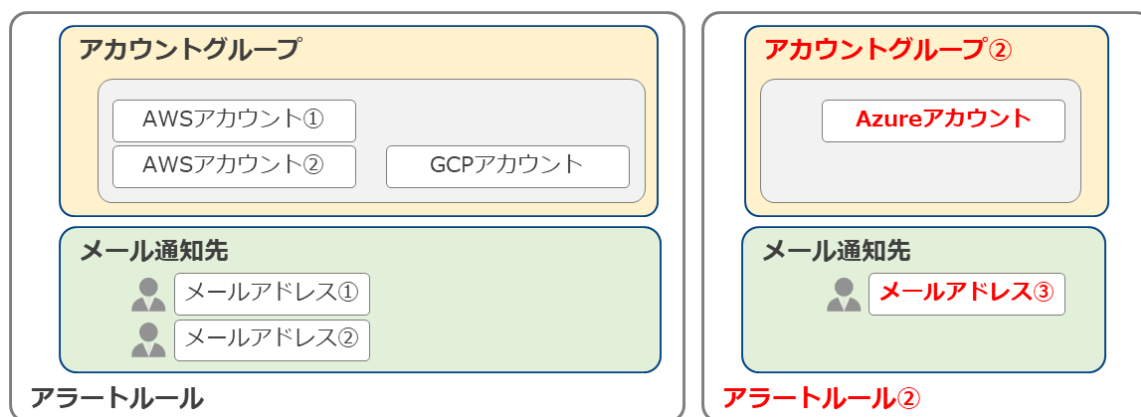 アカウントグループ
AWSアカウント①
AWSアカウント②
GCPアカウント
メール通知先
メールアドレス①
メールアドレス②
アラートルール
アカウントグループ②
Azureアカウント
メール通知先
メールアドレス③
アラートルール②